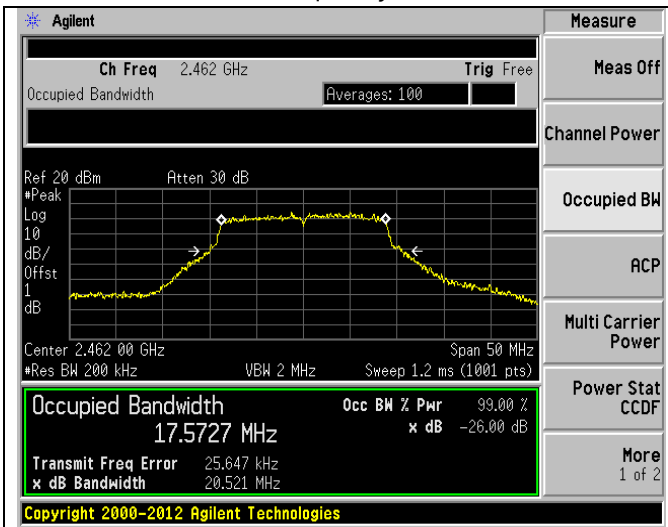 Agilent
Measure
Ch Freq 2.462 GHz Trig Free
Meas Off
Occupied Bandwidth Averages: 100
Channel Power
Ref 20 dBm Atten 30 dB
#Peak
Log
10
dB/
Offst
1
dB
Occupied BW
ACP
Multi Carrier
Power
Center 2.462 00 GHz Span 50 MHz
#Res BW 200 kHz VBW 2 MHz Sweep 1.2 ms (1001 pts)
Power Stat
CCDF
Occupied Bandwidth Occ BW % Pwr 99.00 %
17.5727 MHz x dB -26.00 dB
Transmit Freq Error 25.647 kHz
x dB Bandwidth 20.521 MHz
More
1 of 2
Copyright 2000-2012 Agilent Technologies